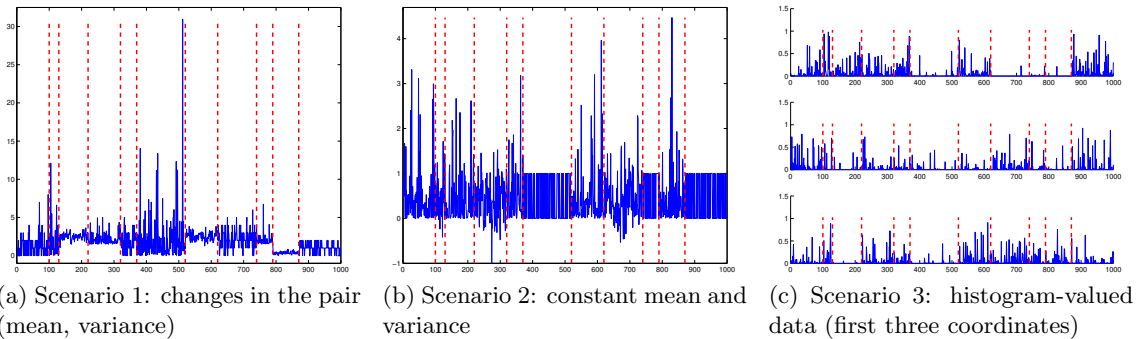 30
25
20
15
10
5
0
0 100 200 300 400 500 600 700 800 900 1000
(a) Scenario 1: changes in the pair
(mean, variance)
4
3
2
1
0
−1
0 100 200 300 400 500 600 700 800 900 1000
(b) Scenario 2: constant mean and
variance
1.5
1
0.5
0
0 100 200 300 400 500 600 700 800 900 1000
1.5
1
0.5
0
0 100 200 300 400 500 600 700 800 900 1000
1.5
1
0.5
0
0 100 200 300 400 500 600 700 800 900 1000
(c) Scenario 3: histogram-valued
data (first three coordinates)